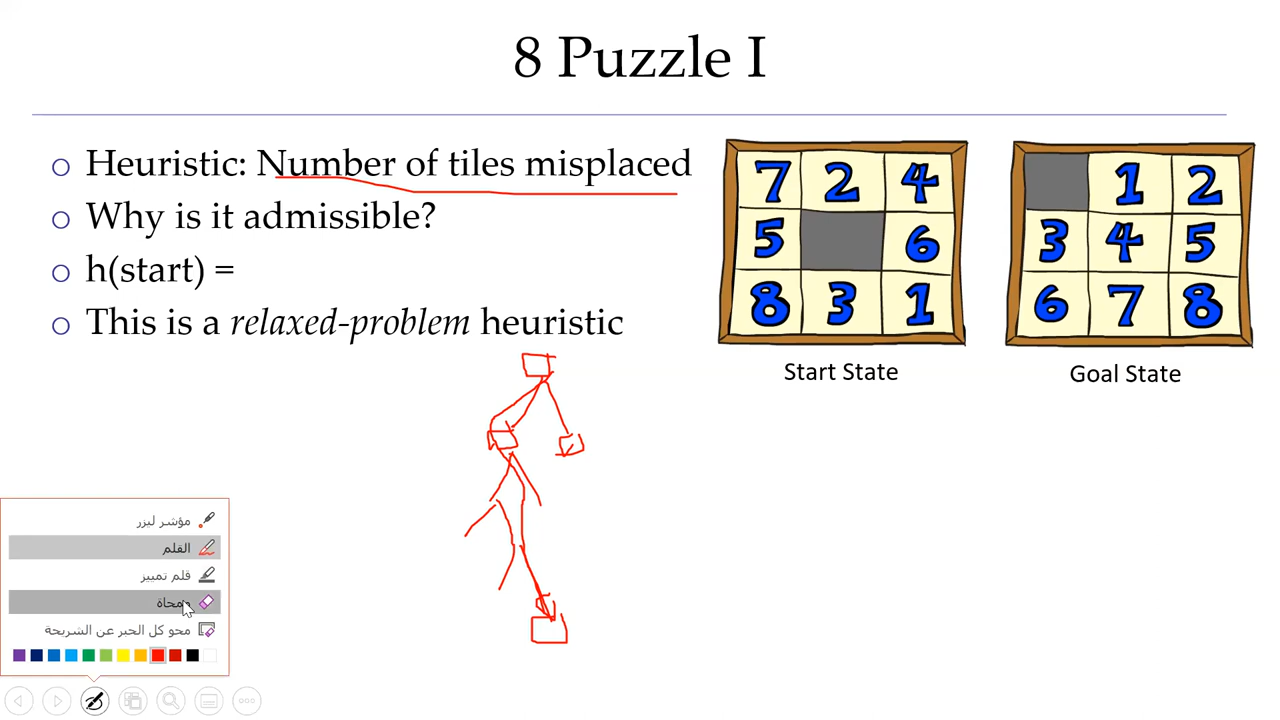 8 Puzzle I
Heuristic: Number of tiles misplaced
Why is it admissible?
h(start) =
This is a relaxed-problem heuristic
7 2 4
5 6
8 3 1
Start State
1 2
3 4 5
6 7 8
Goal State
مؤشر ليزر
القلم
قلم تمييز
ممحاة
محو كل الحبر عن الشريحة